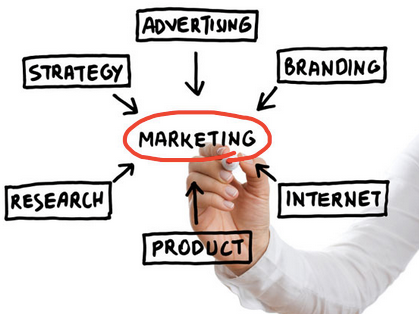 ADVERTISING
STRATEGY
BRANDING
MARKETING
RESEARCH
INTERNET
PRODUCT